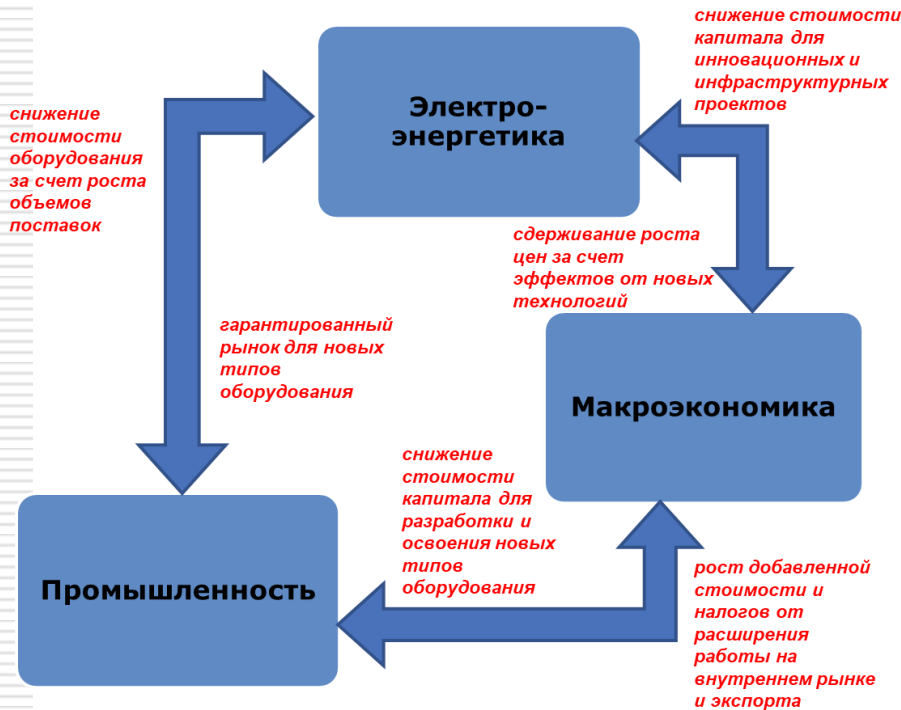 снижение стоимости
капитала для
инновационных и
инфраструктурных
проектов
Электро-
энергетика
снижение
стоимости
оборудования
за счет роста
объемов
поставок
сдерживание роста
цен за счет
эффектов от новых
технологий
гарантированный
рынок для новых
типов
оборудования
Макроэкономика
снижение
стоимости
капитала для
разработки и
освоения новых
типов
оборудования
Промышленность
рост добавленной
стоимости и
налогов от
расширения
работы на
внутреннем рынке
и экспорта